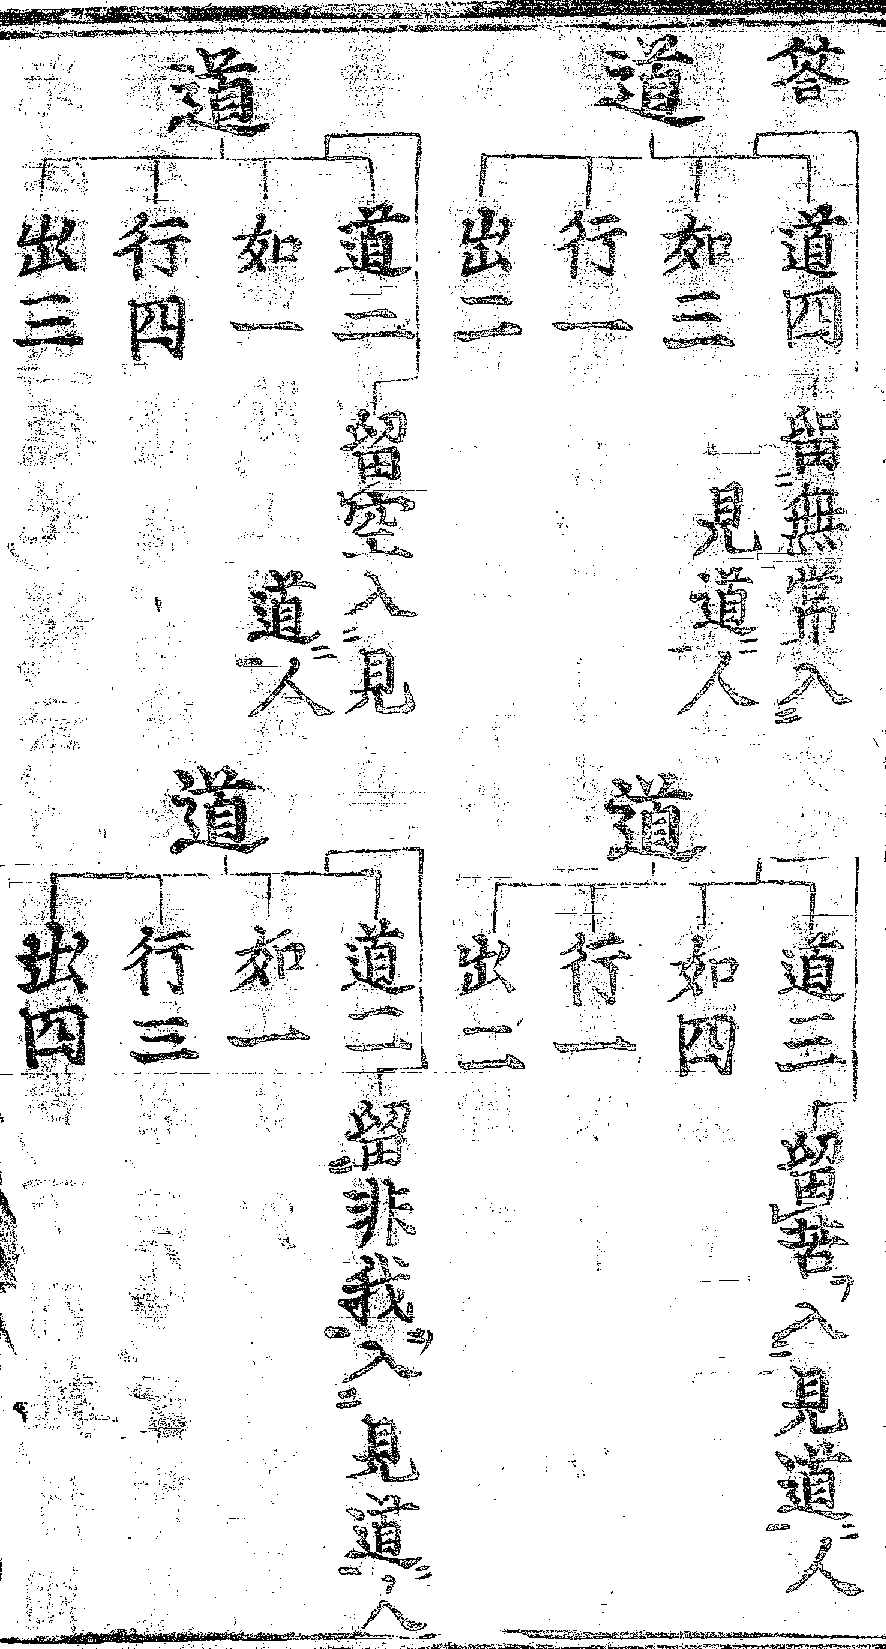 答
道
道四
如三
行一
出二
留無常入
見道人
道
道二
如一
行四
出三
留空入見
道人
道
道三
如四
行一
出二
留苦入見道人
道
道二
如一
行三
出四
留非我入見道人